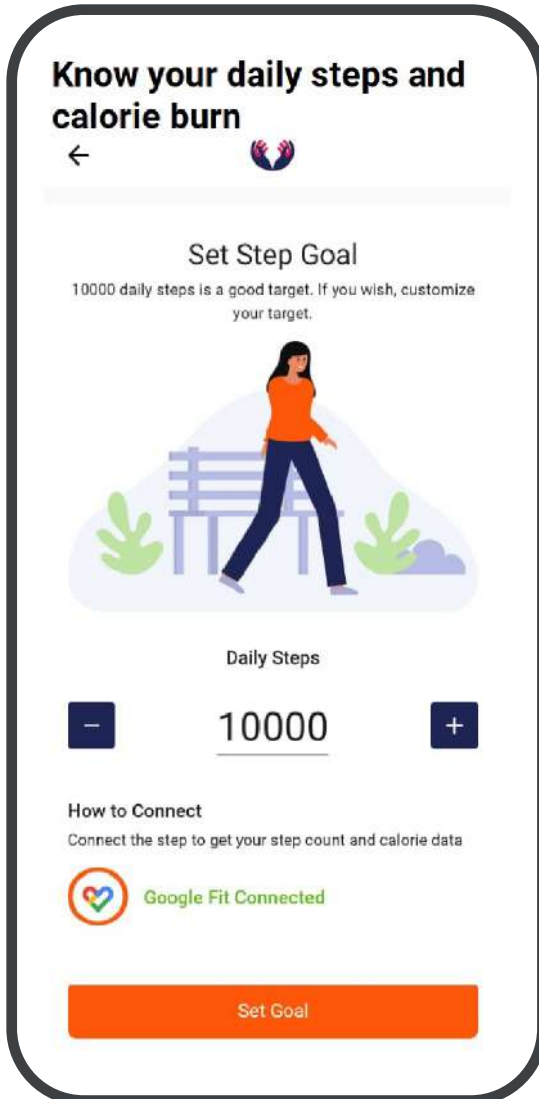 Know your daily steps and
calorie burn
Set Step Goal
10000 daily steps is a good target. If you wish, customize
your target.
Daily Steps
− 10000 +
How to Connect
Connect the step to get your step count and calorie data
Google Fit Connected
Set Goal